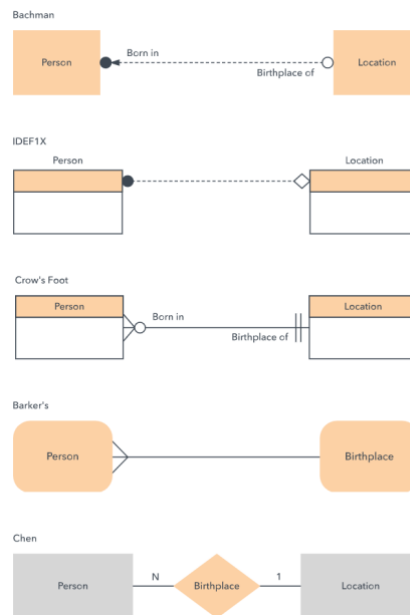 Bachman
Born in
Person
Location
Birthplace of
IDEF1X
Person
Location
Crow's Foot
Person
Location
Born in
Birthplace of
Barker's
Person
Birthplace
Chen
Person
N
Birthplace
1
Location